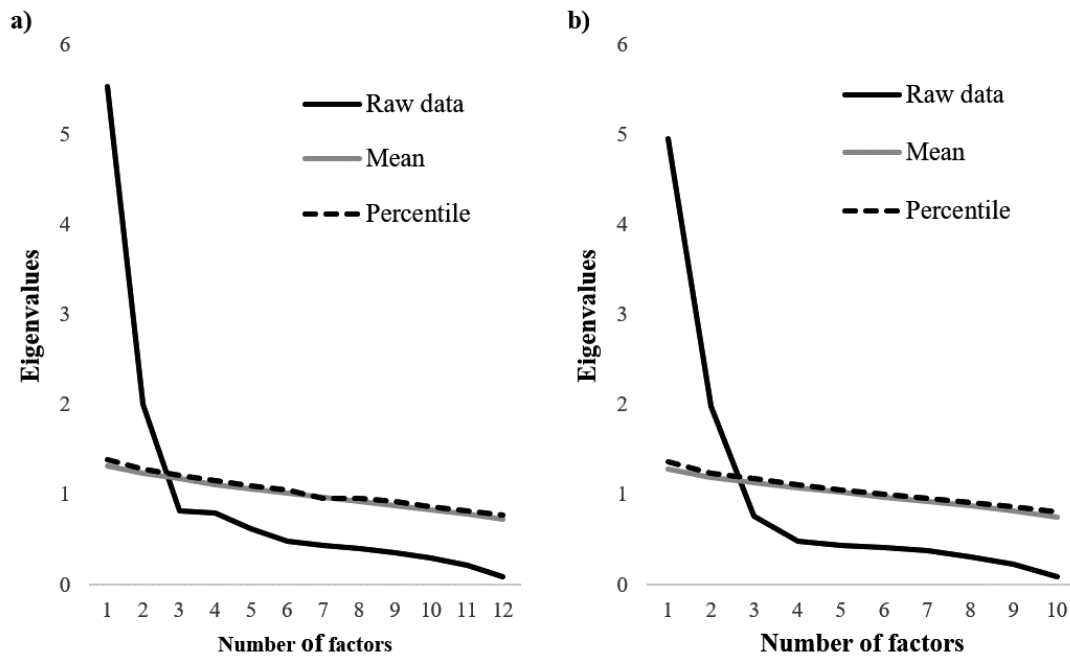 a)
6
5
4
3
2
1
0
Eigenvalues
Raw data
Mean
Percentile
1 2 3 4 5 6 7 8 9 10 11 12
Number of factors
b)
6
5
4
3
2
1
0
Eigenvalues
Raw data
Mean
Percentile
1 2 3 4 5 6 7 8 9 10
Number of factors